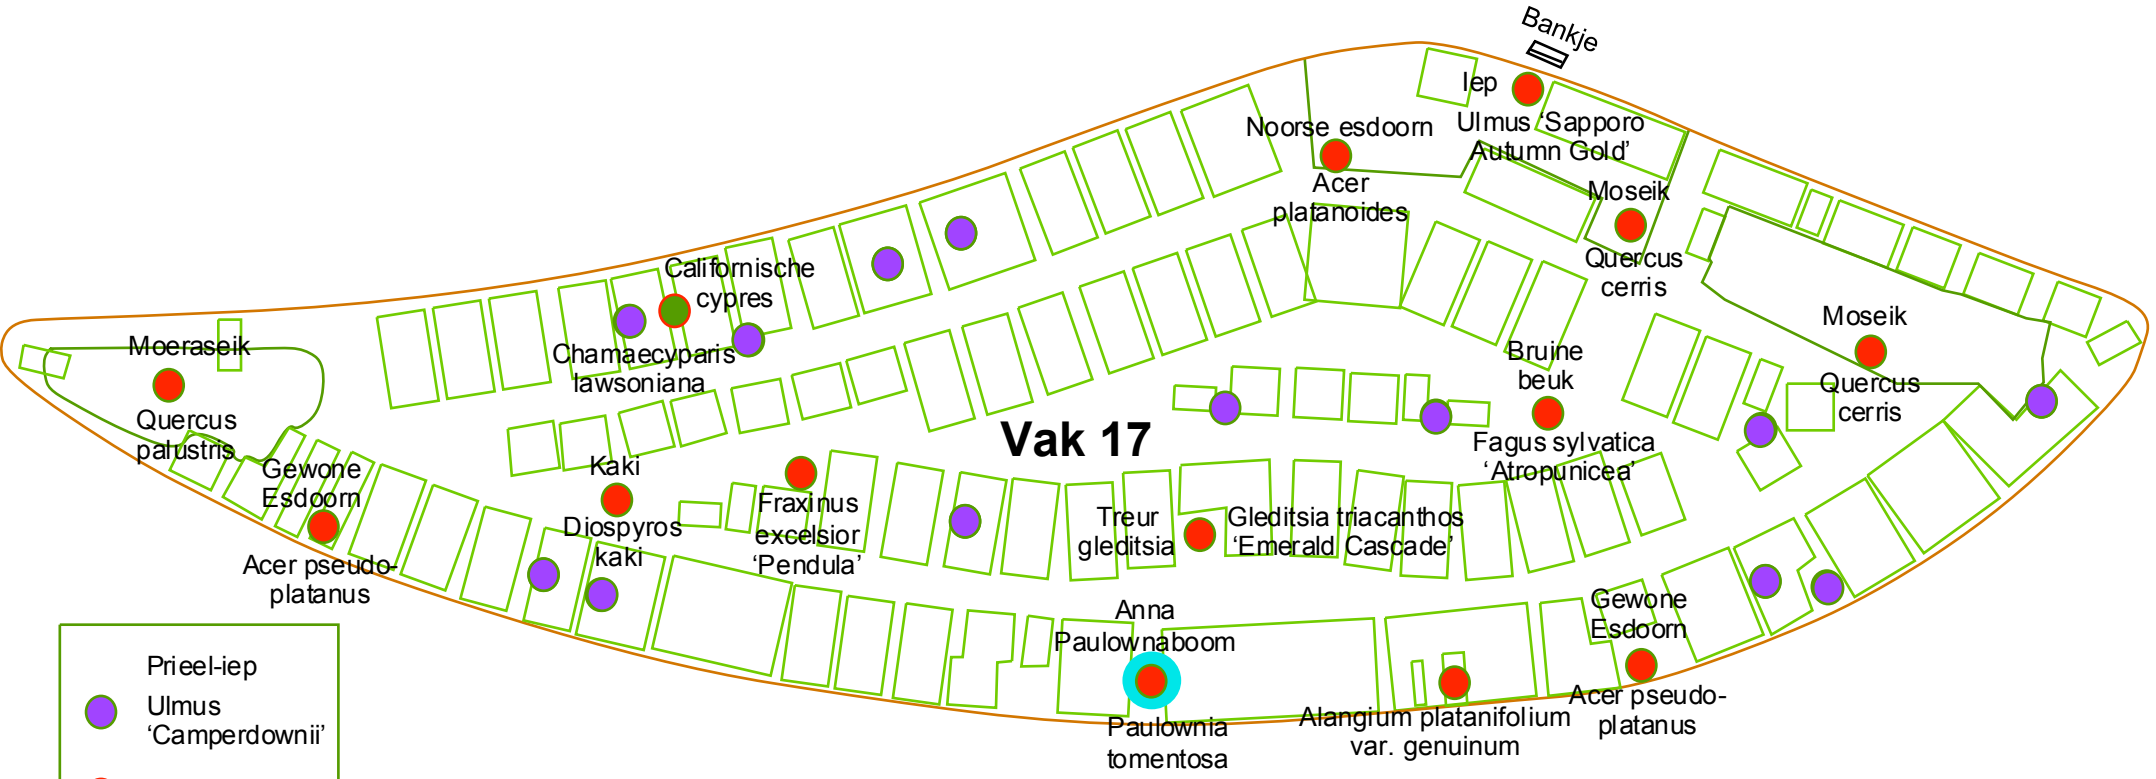 Bankje
Iep
Ulmus ‘Sapporo
Autumn Gold’
Noorse esdoorn
Acer
platanoides
Moseik
Quercus
cerris
Californische
cypres
Chamaecyparis
lawsoniana
Moeraseik
Quercus
palustris
Moseik
Quercus
cerris
Bruine
beuk
Fagus sylvatica
‘Atropunicea’
Vak 17
Gewone
Esdoorn
Acer pseudo-
platanus
Kaki
Diospyros
kaki
Fraxinus
excelsior
‘Pendula’
Treur
gleditsia
Gleditsia triacanthos
‘Emerald Cascade’
Anna
Paulownaboom
Paulownia
tomentosa
Alangium platanifolium
var. genuinum
Gewone
Esdoorn
Acer pseudo-
platanus
Prieel-iep
Ulmus
‘Camperdownii’